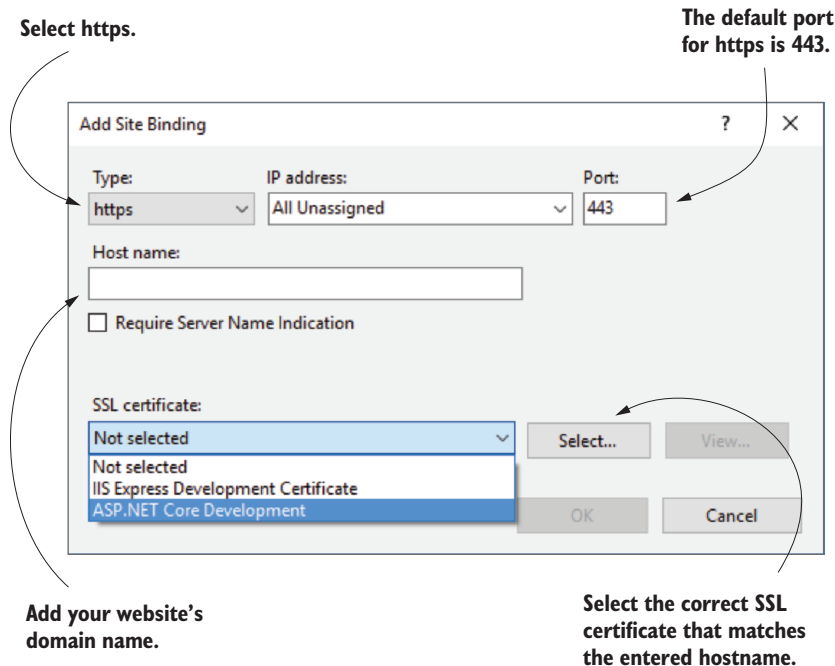 Select https.
The default port
for https is 443.
Add Site Binding ? ×
Type: IP address: Port:
https All Unassigned 443
Host name:
Require Server Name Indication
SSL certificate:
Not selected Select... View...
Not selected
IIS Express Development Certificate
ASP.NET Core Development
OK Cancel
Add your website's
domain name.
Select the correct SSL
certificate that matches
the entered hostname.